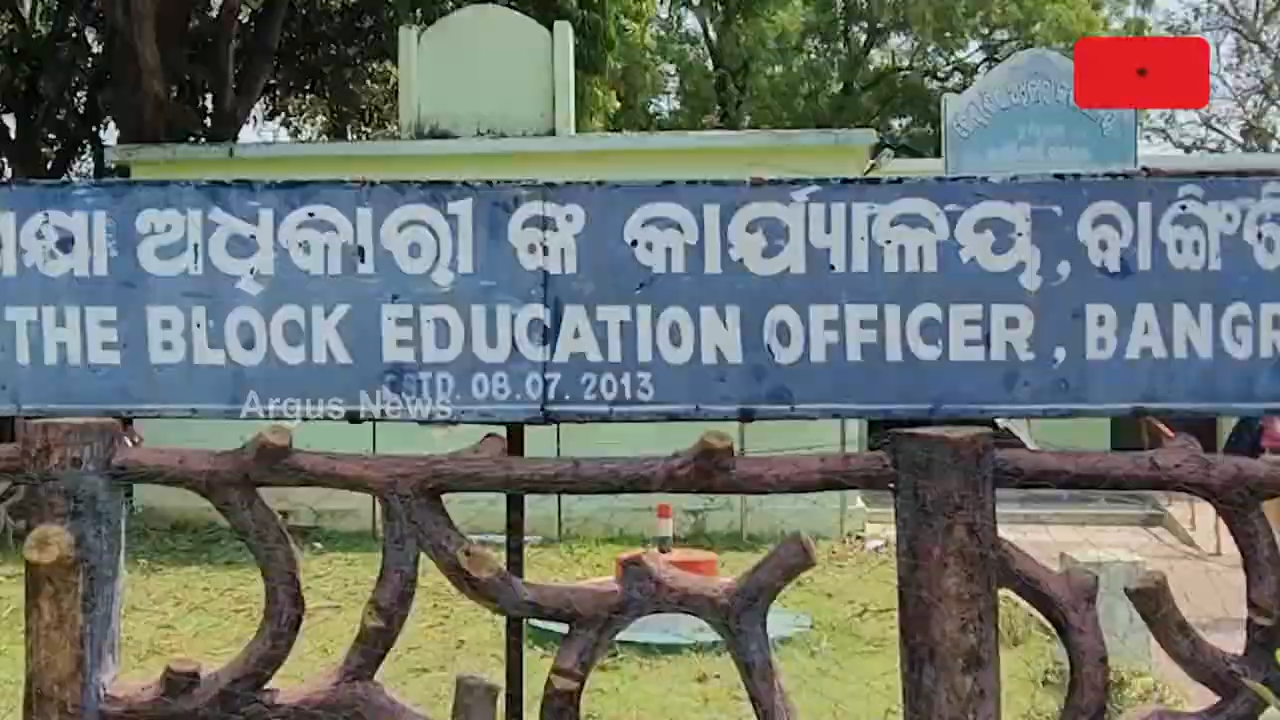 ଅଧିକାରୀ ଙ୍କ କାର୍ଯ୍ୟାଳୟ,
THE BLOCK EDUCATION OFFICER, BANGR
ESTD. 08.07. 2013
Argus News